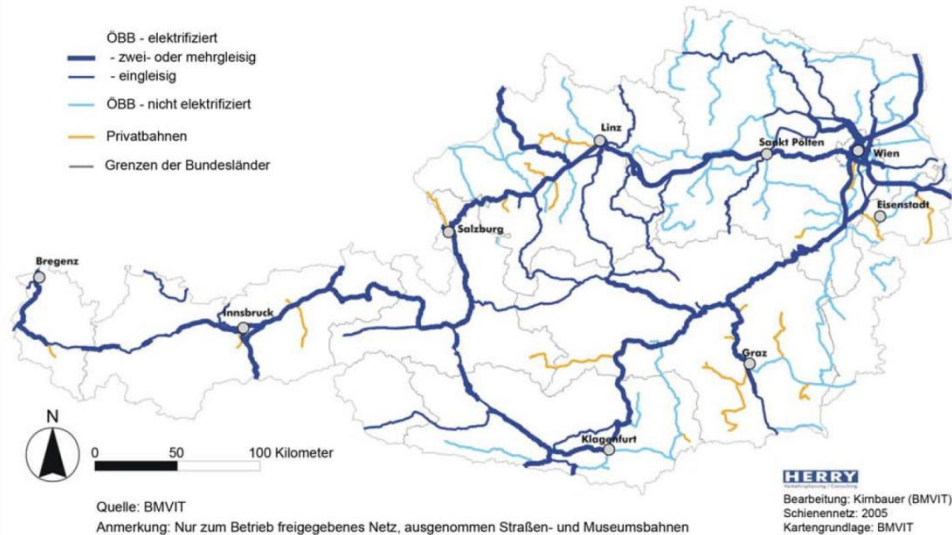 ÖBB - elektrifiziert
- zwei- oder mehrgleisig
- eingleisig
ÖBB - nicht elektrifiziert
Privatbahnen
Grenzen der Bundesländer
Linz
Sankt Pölten
Wien
Eisenstadt
Salzburg
Bregenz
Innsbruck
Graz
Klagenfurt
N
0 50 100 Kilometer
HERRY
Verkehrsplanung / Consulting
Quelle: BMVIT
Anmerkung: Nur zum Betrieb freigegebenes Netz, ausgenommen Straßen- und Museumsbahnen
Bearbeitung: Kirnbauer (BMVIT)
Schienennetz: 2005
Kartengrundlage: BMVIT